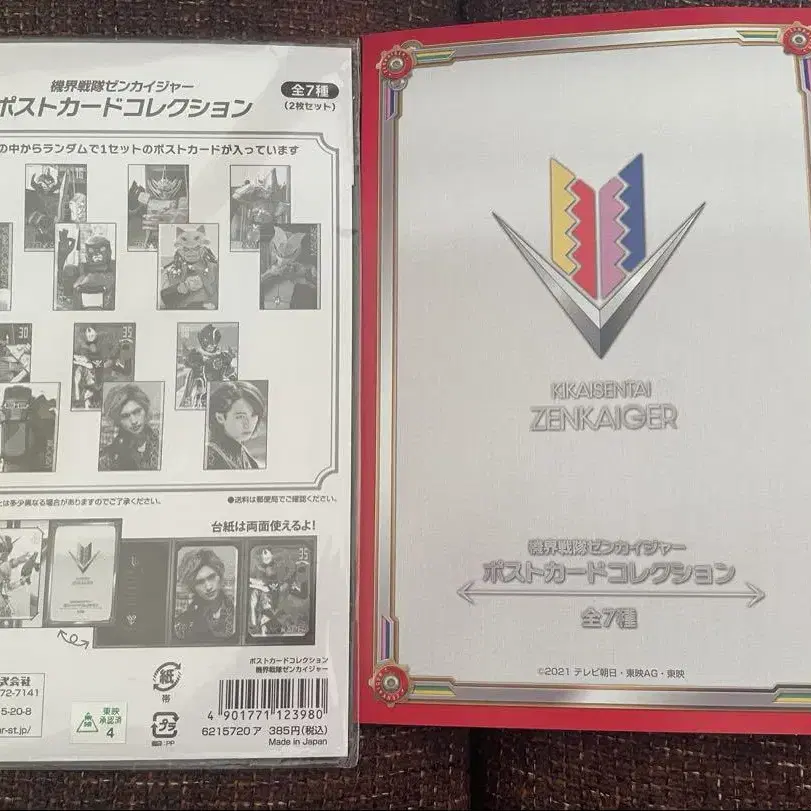 機界戦隊ゼンカイジャー
ポストカードコレクション
全7種
(2枚セット)
の中からランダムで1セットのポストカードが入っています
30
35
とは多少異なる場合がありますのでご了承ください。
●送料は郵便局でご確認ください。
台紙は両面使えるよ!
35
式会社
72-7141
5-20-8
ar-st.jp/
東映
承認済
4
紙
帯
プラ
ポストカードコレクション
機界戦隊ゼンカイジャー
4 901771 123980
6215720 ア 385円(税込)
Made in Japan
KIKAISENTAI
ZENKAIGER
機界戦隊ゼンカイジャー
ポストカードコレクション
全7種
©2021 テレビ朝日・東映AG・東映